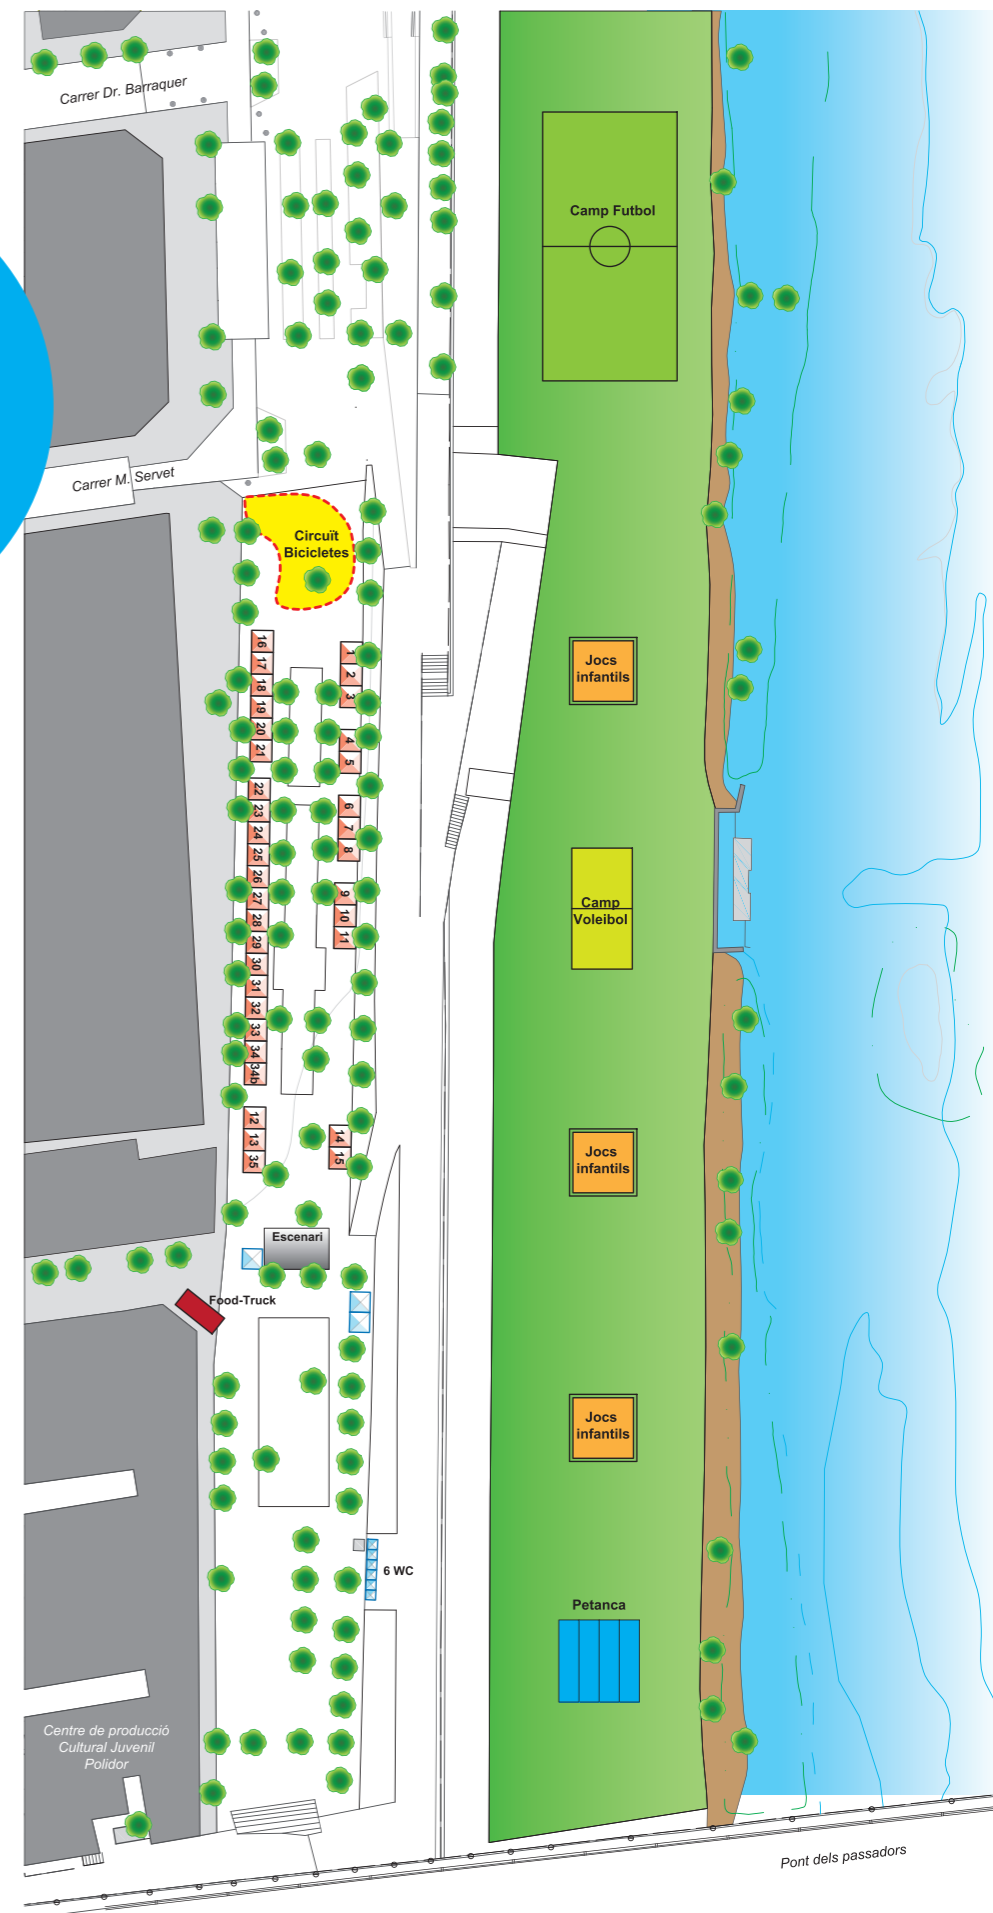 Carrer Dr. Barraquer
Camp Futbol
Carrer M. Servet
Circuït
Bicicletes
16
17
18
19
20
21
1
2
3
4
5
Jocs
infantils
22
23
24
25
26
27
28
29
30
31
32
33
34
34b
6
7
8
9
10
11
Camp
Voleibol
12
13
35
14
15
Jocs
infantils
Escenari
Food-Truck
Jocs
infantils
6 WC
Petanca
Centre de producció
Cultural Juvenil
Polidor
Pont dels passadors